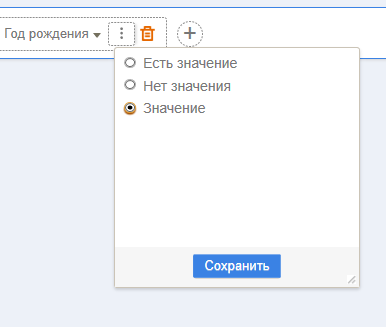 Год рождения
Есть значение
Нет значения
Значение
Сохранить